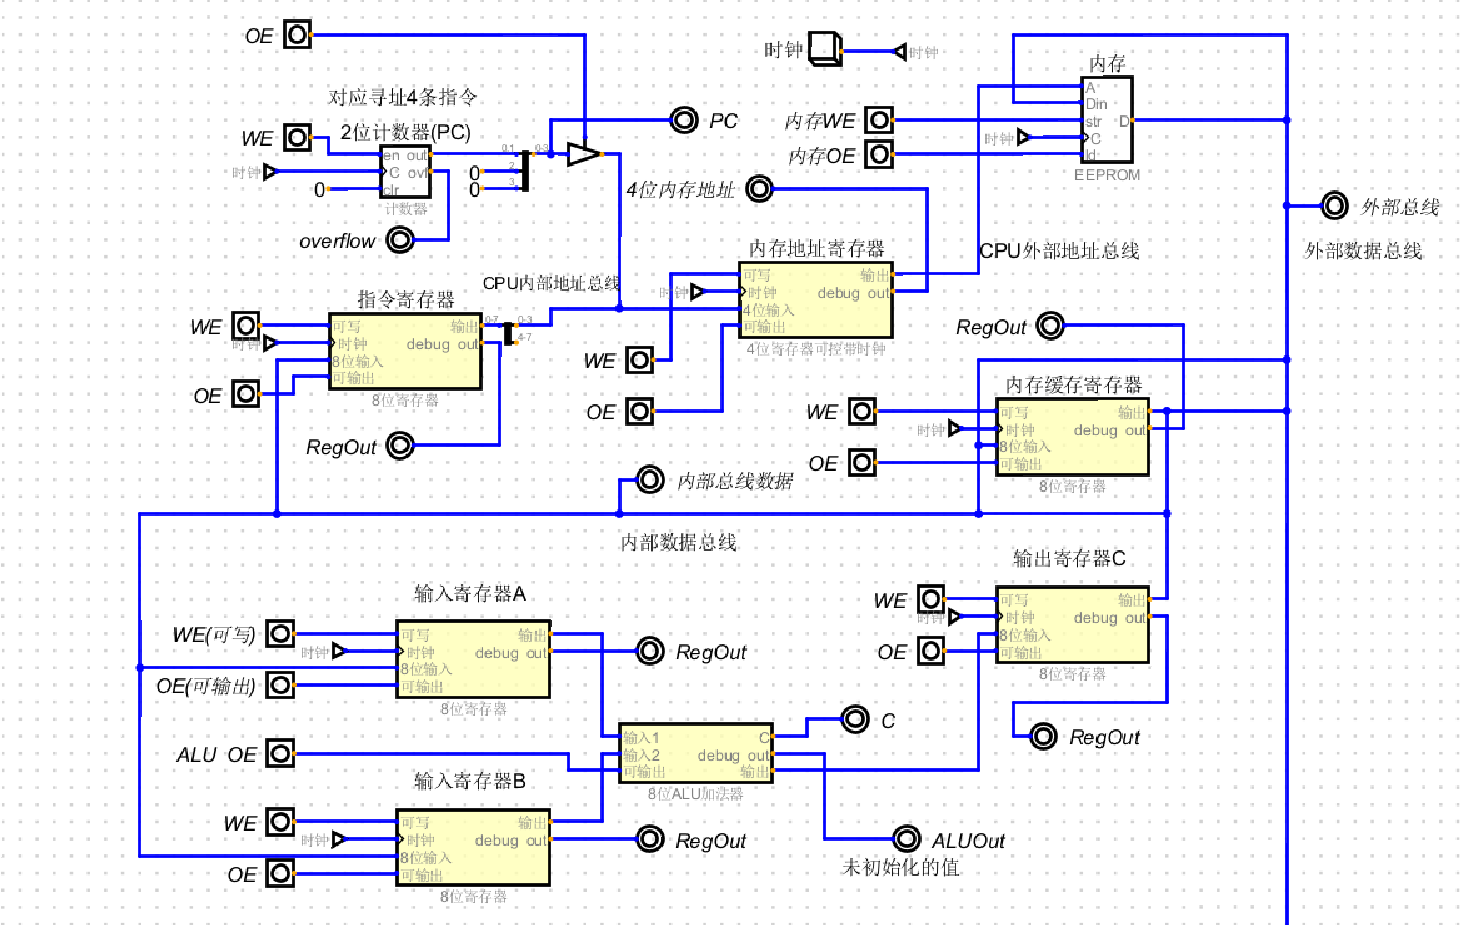 OE
时钟
时钟
内存
对应寻址4条指令
A
Din
WE
2位计数器(PC)
PC
内存WE
str
D
en out
0,1
0-3
时钟
C
时钟
C ovf
0
2
内存OE
ld
0
clr
0
3
EEPROM
计数器
4位内存地址
外部总线
overflow
内存地址寄存器
CPU外部地址总线
外部数据总线
CPU内部地址总线
可写
输出
时钟
时钟
debug out
指令寄存器
4位输入
WE
可写
输出
0-7
0-3
可输出
RegOut
时钟
时钟
debug out
4-7
4位寄存器可控带时钟
8位输入
WE
OE
可输出
内存缓存寄存器
8位寄存器
OE
WE
可写
输出
时钟
时钟
debug out
RegOut
8位输入
OE
可输出
内部总线数据
8位寄存器
内部数据总线
输出寄存器C
输入寄存器A
WE
可写
输出
时钟
时钟
debug out
WE(可写)
可写
输出
8位输入
时钟
时钟
debug out
RegOut
OE
可输出
8位输入
8位寄存器
OE(可输出)
可输出
8位寄存器
C
输入1
C
RegOut
ALU OE
输入2
debug out
可输出
输出
输入寄存器B
8位ALU加法器
WE
可写
输出
时钟
时钟
debug out
RegOut
ALUOut
8位输入
未初始化的值
OE
可输出
8位寄存器